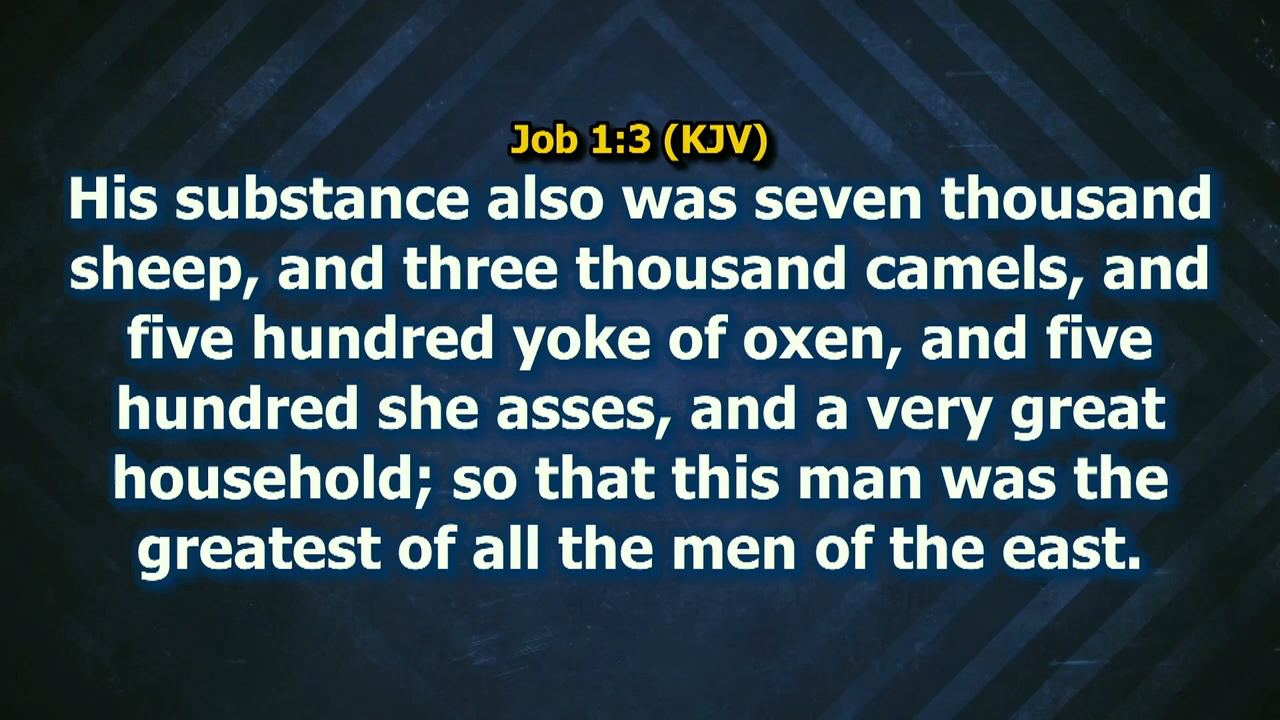 Job 1:3 (KJV)
His substance also was seven thousand
sheep, and three thousand camels, and
five hundred yoke of oxen, and five
hundred she asses, and a very great
household; so that this man was the
greatest of all the men of the east.